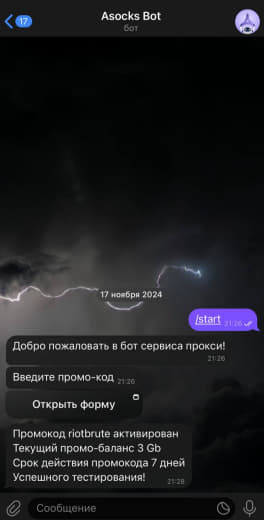 17
Asocks Bot
бот
17 ноября 2024
/start 21:26
Добро пожаловать в бот сервиса прокси!
21:26
Введите промо-код 21:26
Открыть форму
Промокод riotbrute активирован
Текущий промо-баланс 3 Gb
Срок действия промокода 7 дней
Успешного тестирования! 21:28
Сообщение